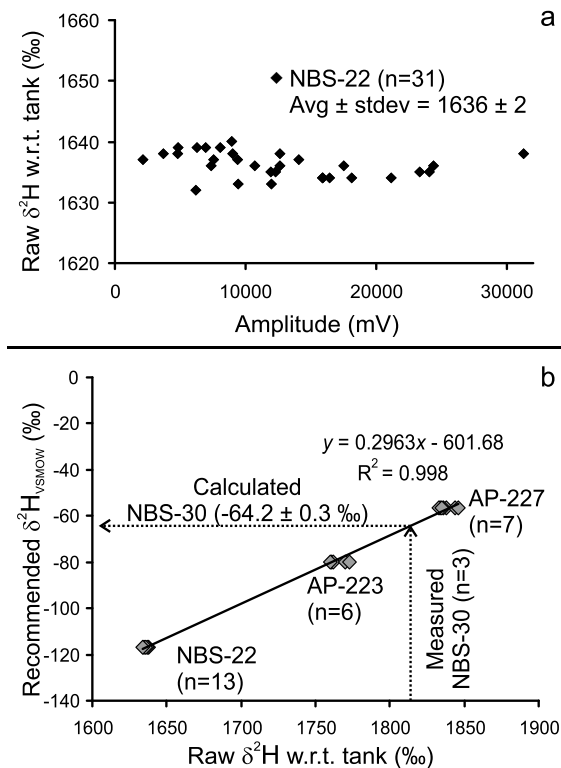 a
1660
1650
1640
1630
1620
Raw δ²H w.r.t. tank (‰)
NBS-22 (n=31)
Avg ± stdev = 1636 ± 2
0 10000 20000 30000
Amplitude (mV)
b
0
-20
-40
-60
-80
-100
-120
-140
Recommended δ²H_VSMOW (‰)
y = 0.2963x - 601.68
R² = 0.998
Calculated
NBS-30 (-64.2 ± 0.3 ‰)
AP-227
(n=7)
AP-223
(n=6)
Measured
NBS-30 (n=3)
NBS-22
(n=13)
1600 1650 1700 1750 1800 1850 1900
Raw δ²H w.r.t. tank (‰)